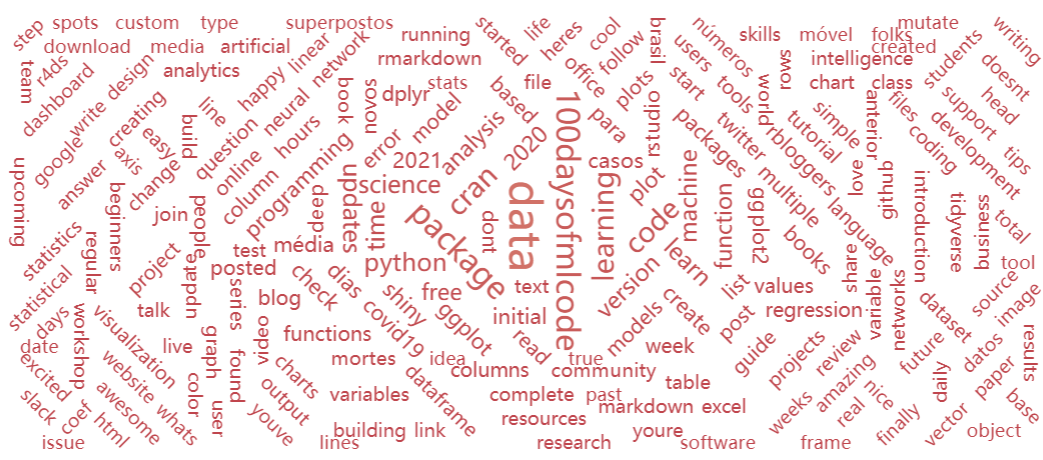 step
spots
custom
type
superpostos
running
started
life
heres
cool
brasil
números
skills
móvel
folks
mutate
writing
team
r4ds
download
media
artificial
happy
linear
network
rmarkdown
office
follow
users
tools
intelligence
created
students
doesnt
dashboard
write
design
analytics
book
novos
dplyr
stats
file
plots
start
world
rows
chart
class
head
google
creating
line
question
neural
hours
model
based
para
rstudio
twitter
rbloggers
tutorial
simple
anterior
files
support
tips
answer
axis
easy
build
online
programming
error
2021
analysis
2020
100daysofmlcode
casos
packages
multiple
love
github
coding
development
upcoming
beginners
change
column
deep
updates
science
cran
data
learning
plot
machine
function
ggplot2
language
introduction
tidyverse
business
total
statistics
regular
join
people
test
média
time
package
dont
code
books
share
variable
networks
tool
statistical
project
apply
posted
series
dias
python
shiny
free
text
version
learn
list
values
source
days
workshop
talk
blog
check
covid19
ggplot
initial
models
create
post
regression
dataset
image
date
visualization
live
graph
video
functions
read
true
week
guide
projects
review
future
datos
results
excited
website
color
found
charts
mortes
idea
columns
community
table
amazing
nice
daily
paper
base
slack
coef
html
awesome
whats
user
output
youve
variables
dataframe
complete
past
resources
markdown
excel
weeks
real
finally
vector
object
issue
lines
building
link
research
youre
software
frame